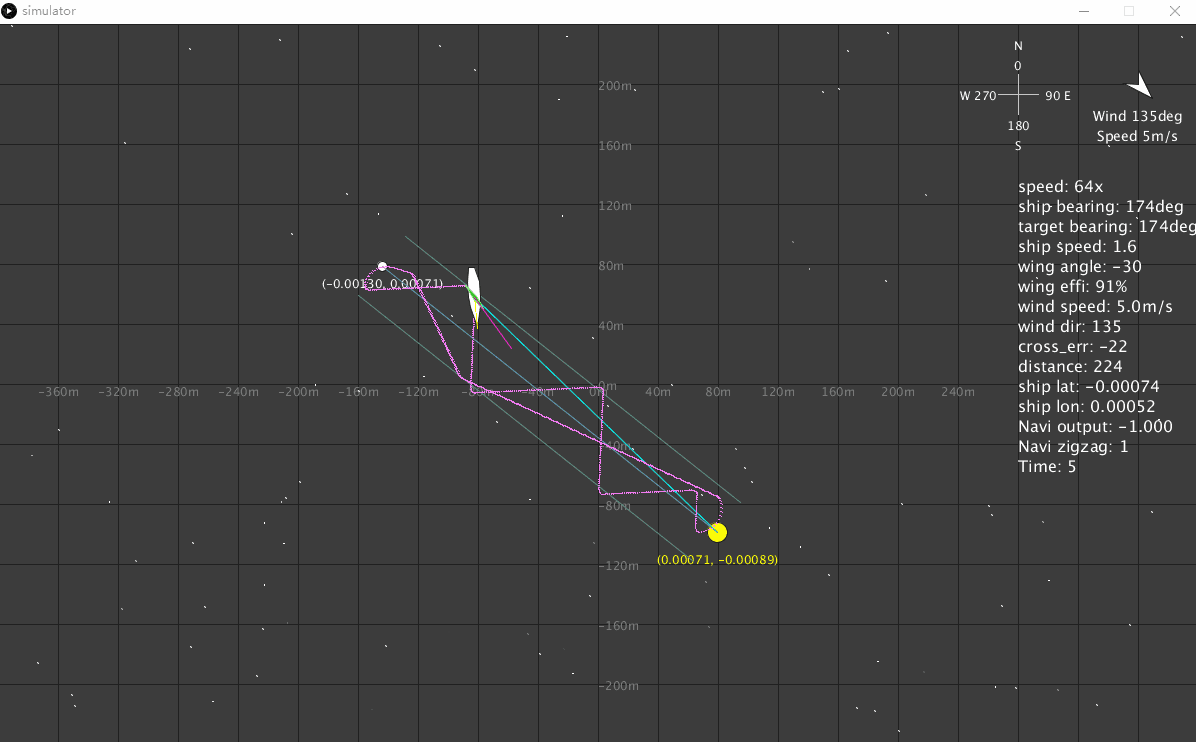 simulator
N
0
W 270
90 E
180
S
Wind 135deg
Speed 5m/s
speed: 64x
ship bearing: 174deg
target bearing: 174deg
ship speed: 1.6
wing angle: -30
wing effi: 91%
wind speed: 5.0m/s
wind dir: 135
cross_err: -22
distance: 224
ship lat: -0.00074
ship lon: 0.00052
Navi output: -1.000
Navi zigzag: 1
Time: 5
200m
160m
120m
80m
(-0.00130, 0.00071)
40m
0m
-360m -320m -280m -240m -200m -160m -120m -80m 40m 80m 120m 160m 200m 240m
-40m
-80m
(0.00071, -0.00089)
-120m
-160m
-200m